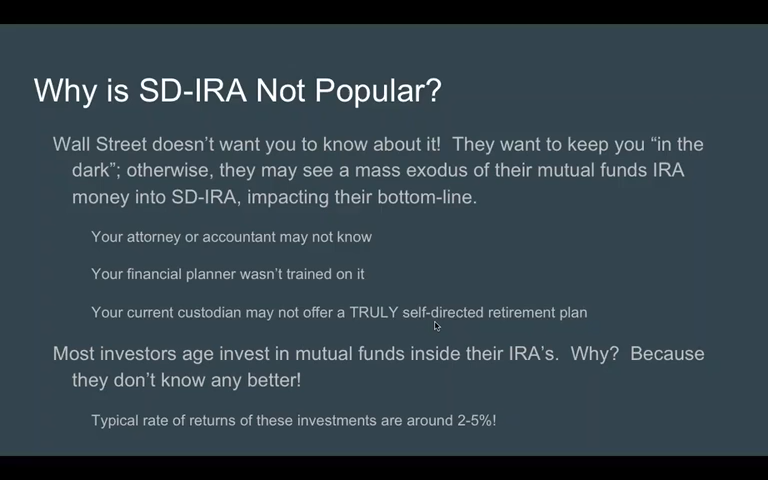 Why is SD-IRA Not Popular?
Wall Street doesn’t want you to know about it!  They want to keep you “in the
dark”; otherwise, they may see a mass exodus of their mutual funds IRA
money into SD-IRA, impacting their bottom-line.
Your attorney or accountant may not know
Your financial planner wasn’t trained on it
Your current custodian may not offer a TRULY self-directed retirement plan
Most investors age invest in mutual funds inside their IRA’s.  Why?  Because
they don’t know any better!
Typical rate of returns of these investments are around 2-5%!